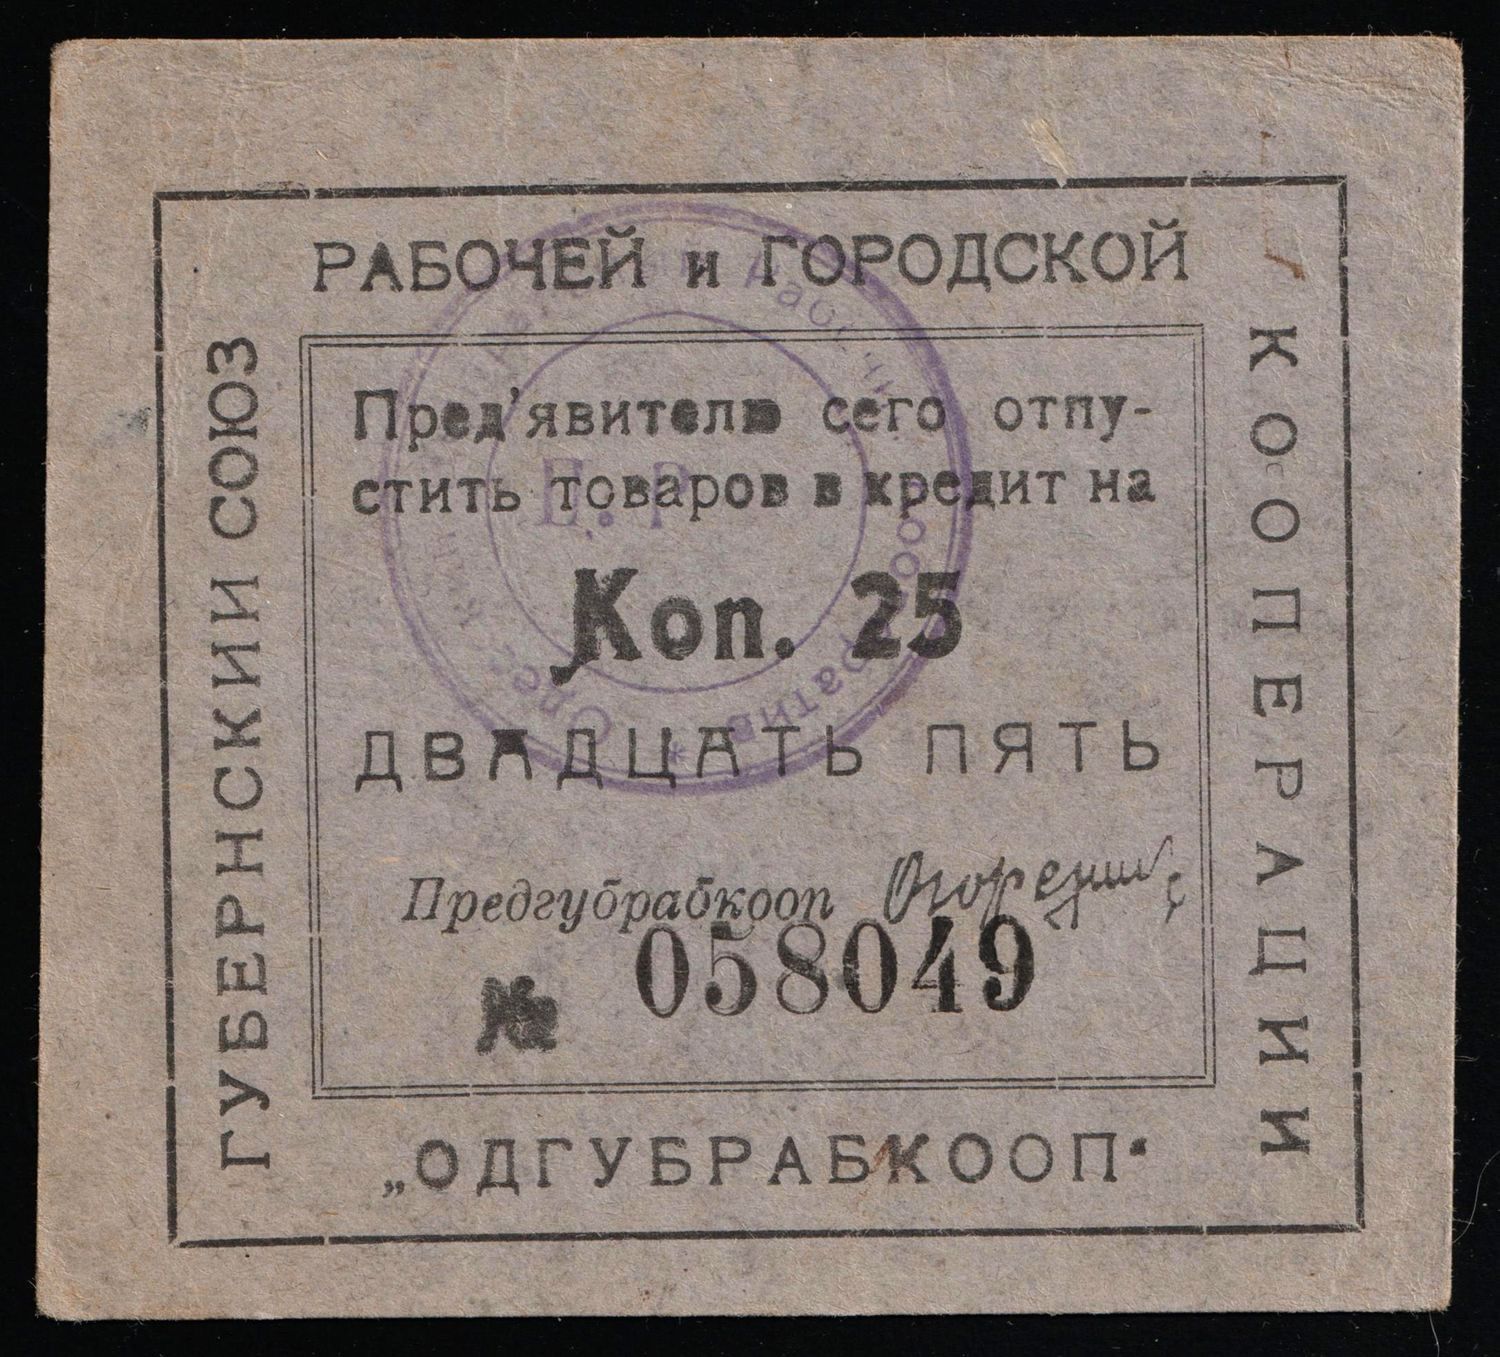 ГУБЕРНСКИЙ СОЮЗ
РАБОЧЕЙ и ГОРОДСКОЙ
КООПЕРАЦИИ
Пред'явителю сего отпу-
стить товаров в кредит на
Коп. 25
ДВАДЦАТЬ ПЯТЬ
Предгубрабкооп
№ 058049
„ОДГУБРАБКООП“